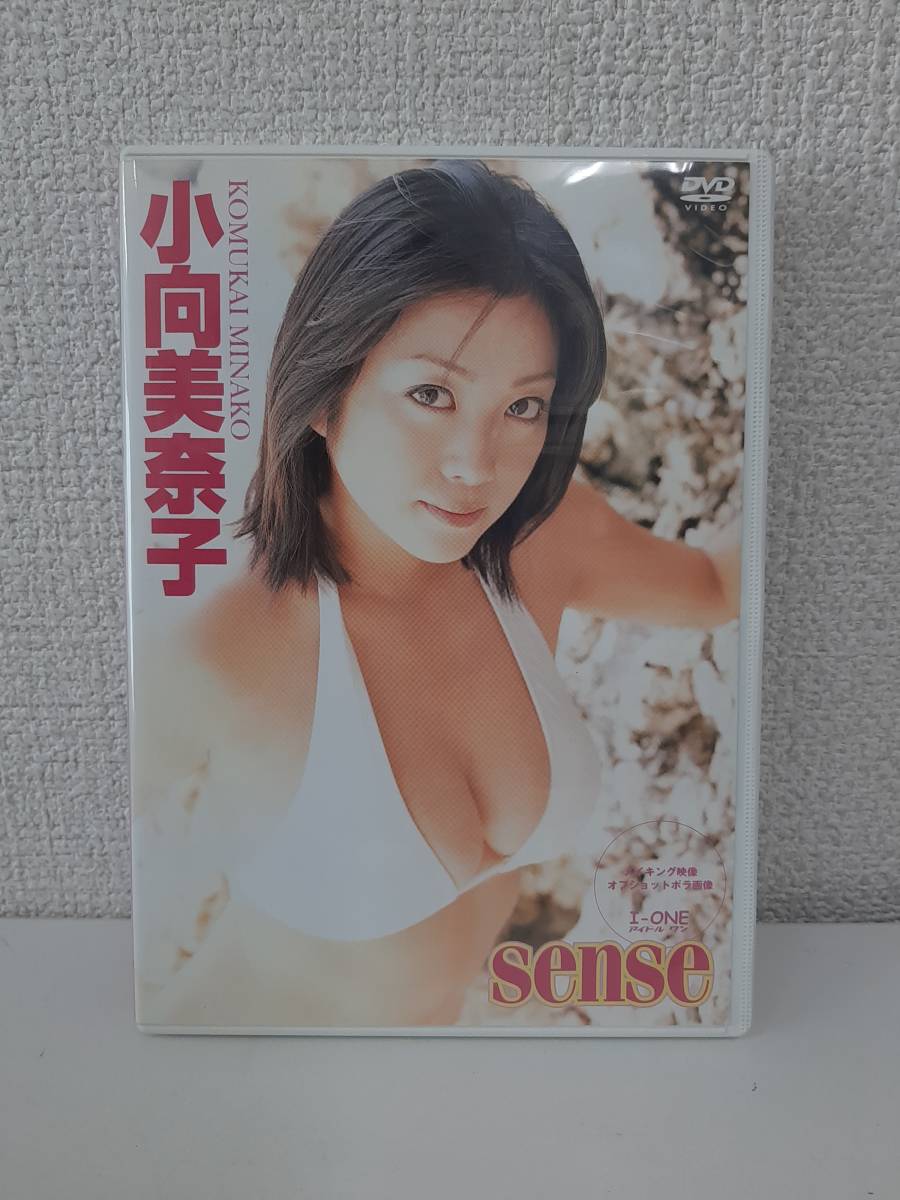 小向美奈子
KOMUKAI MINAKO
DVD
VIDEO
メイキング映像
オフショットポラ画像
I-ONE
アイドル ワン
sense